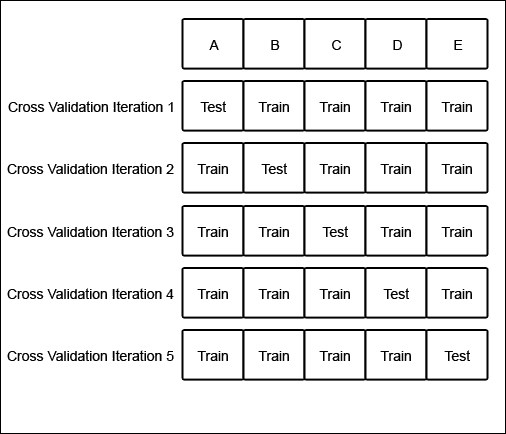 A B C D E
Cross Validation Iteration 1 Test Train Train Train Train
Cross Validation Iteration 2 Train Test Train Train Train
Cross Validation Iteration 3 Train Train Test Train Train
Cross Validation Iteration 4 Train Train Train Test Train
Cross Validation Iteration 5 Train Train Train Train Test